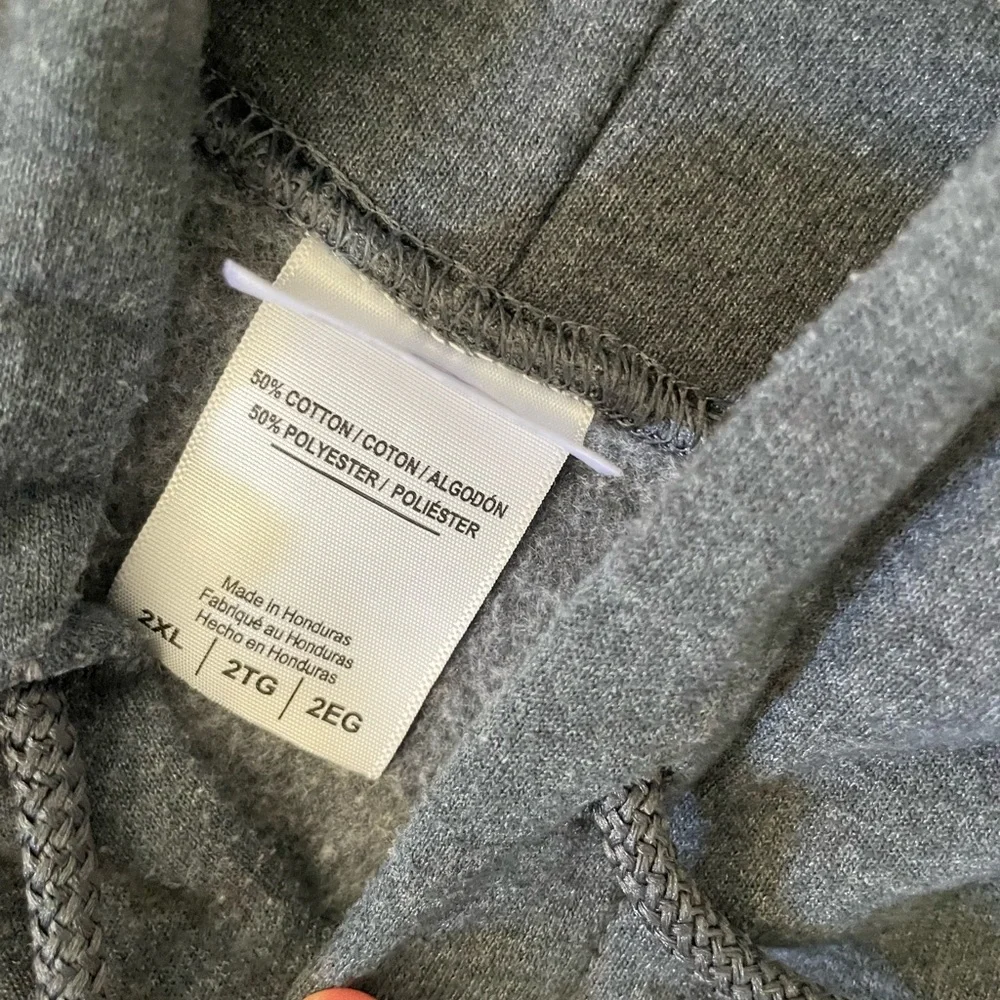 50% COTTON / COTON / ALGODÓN
50% POLYESTER / POLIÉSTER
Made in Honduras
Fabriqué au Honduras
Hecho en Honduras
2XL | 2TG | 2EG